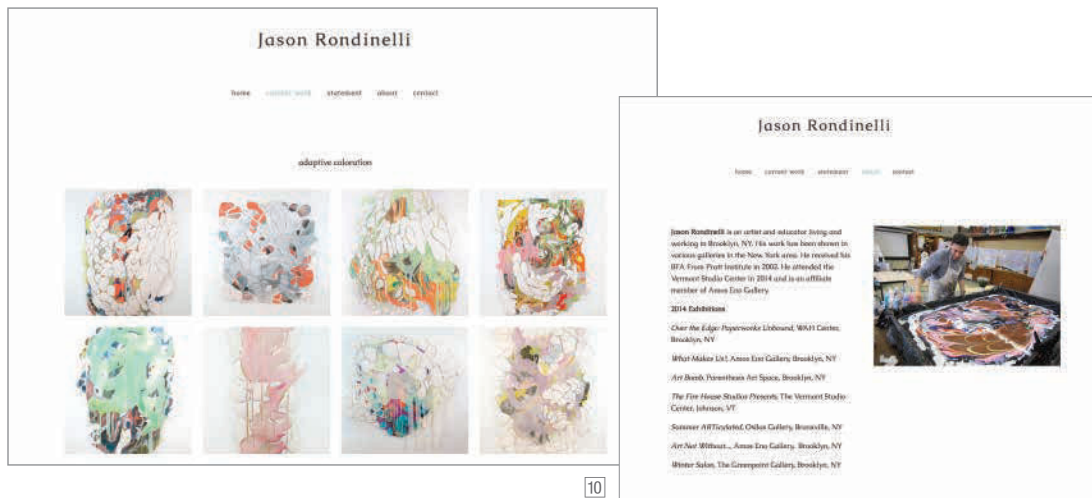 Jason Rondinelli
home current work statement about contact
adaptive coloration
10
Jason Rondinelli
home current work statement about contact
Jason Rondinelli is an artist and educator living and
working in Brooklyn, NY. His work has been shown in
various galleries in the New York area. He received his
BFA From Pratt Institute in 2002. He attended the
Vermont Studio Center in 2014 and is an affiliate
member of Amos Eno Gallery.
2014 Exhibitions
Over the Edge: Paperworks Unbound, WAH Center,
Brooklyn, NY
What Makes Us?, Amos Eno Gallery, Brooklyn, NY
Art Bomb, Parenthesis Art Space, Brooklyn, NY
The Fire House Studios Presents, The Vermont Studio
Center, Johnson, VT
Summer Gallery, NY
Art Not Without..., Amos Eno Gallery, Brooklyn, NY
Winter Salon, The Greenpoint Gallery, Brooklyn, NY